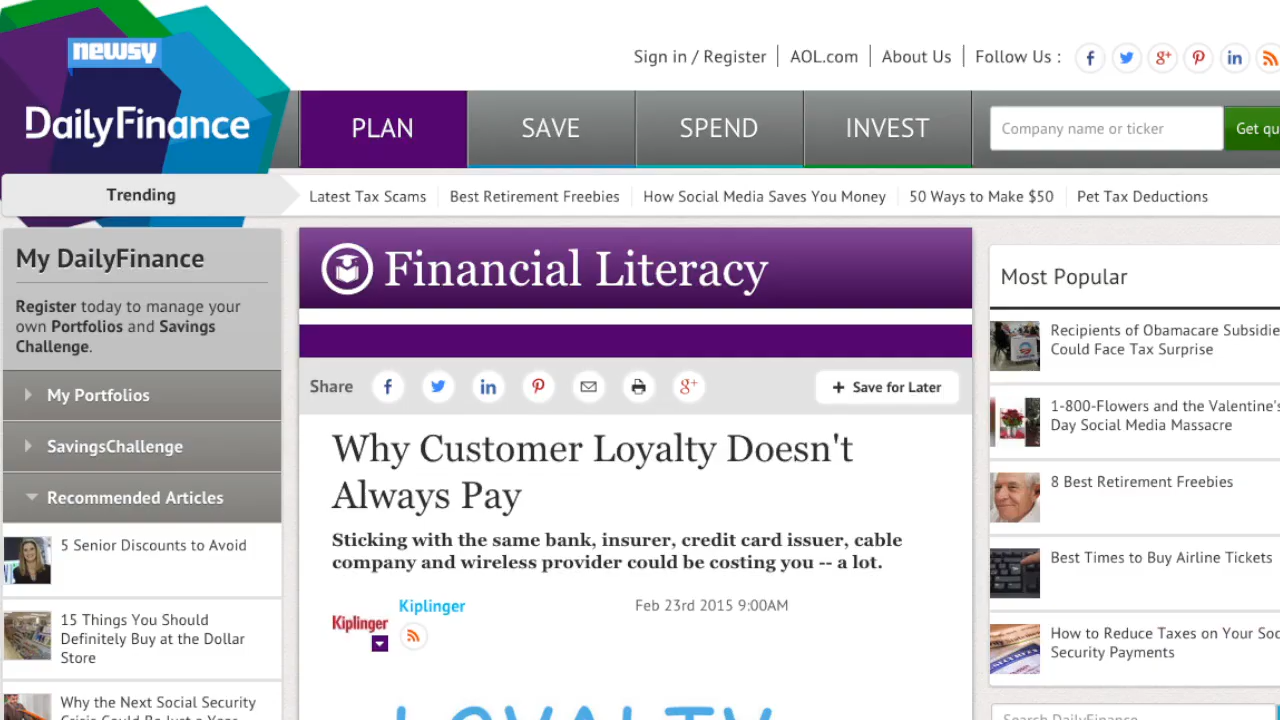 newsy
DailyFinance
Sign in / Register
AOL.com
About Us
Follow Us :
PLAN
SAVE
SPEND
INVEST
Company name or ticker
Get qu
Trending
Latest Tax Scams
Best Retirement Freebies
How Social Media Saves You Money
50 Ways to Make $50
Pet Tax Deductions
My DailyFinance
Register today to manage your
own Portfolios and Savings
Challenge.
My Portfolios
SavingsChallenge
Recommended Articles
5 Senior Discounts to Avoid
15 Things You Should
Definitely Buy at the Dollar
Store
Why the Next Social Security
Financial Literacy
Share
+ Save for Later
Why Customer Loyalty Doesn't
Always Pay
Sticking with the same bank, insurer, credit card issuer, cable
company and wireless provider could be costing you -- a lot.
Kiplinger
Kiplinger
Feb 23rd 2015 9:00AM
LOYALTY
Most Popular
Recipients of Obamacare Subsidie
Could Face Tax Surprise
1-800-Flowers and the Valentine's
Day Social Media Massacre
8 Best Retirement Freebies
Best Times to Buy Airline Tickets
How to Reduce Taxes on Your Soc
Security Payments
Search DailyFinance